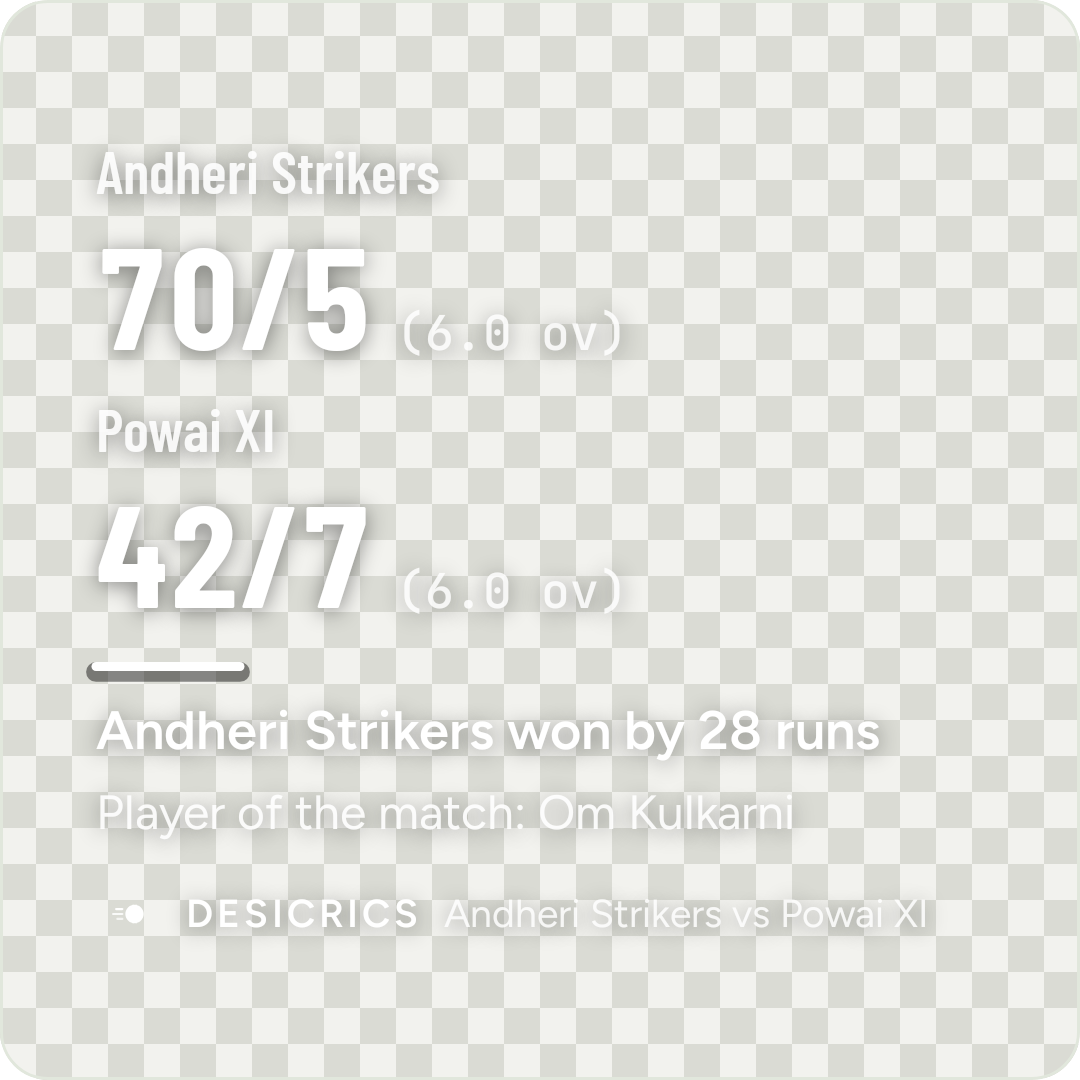 Andheri Strikers
70/5 (6.0 ov)
Powai XI
42/7 (6.0 ov)
Andheri Strikers won by 28 runs
Player of the match: Om Kulkarni
DESICRICS Andheri Strikers vs Powai XI